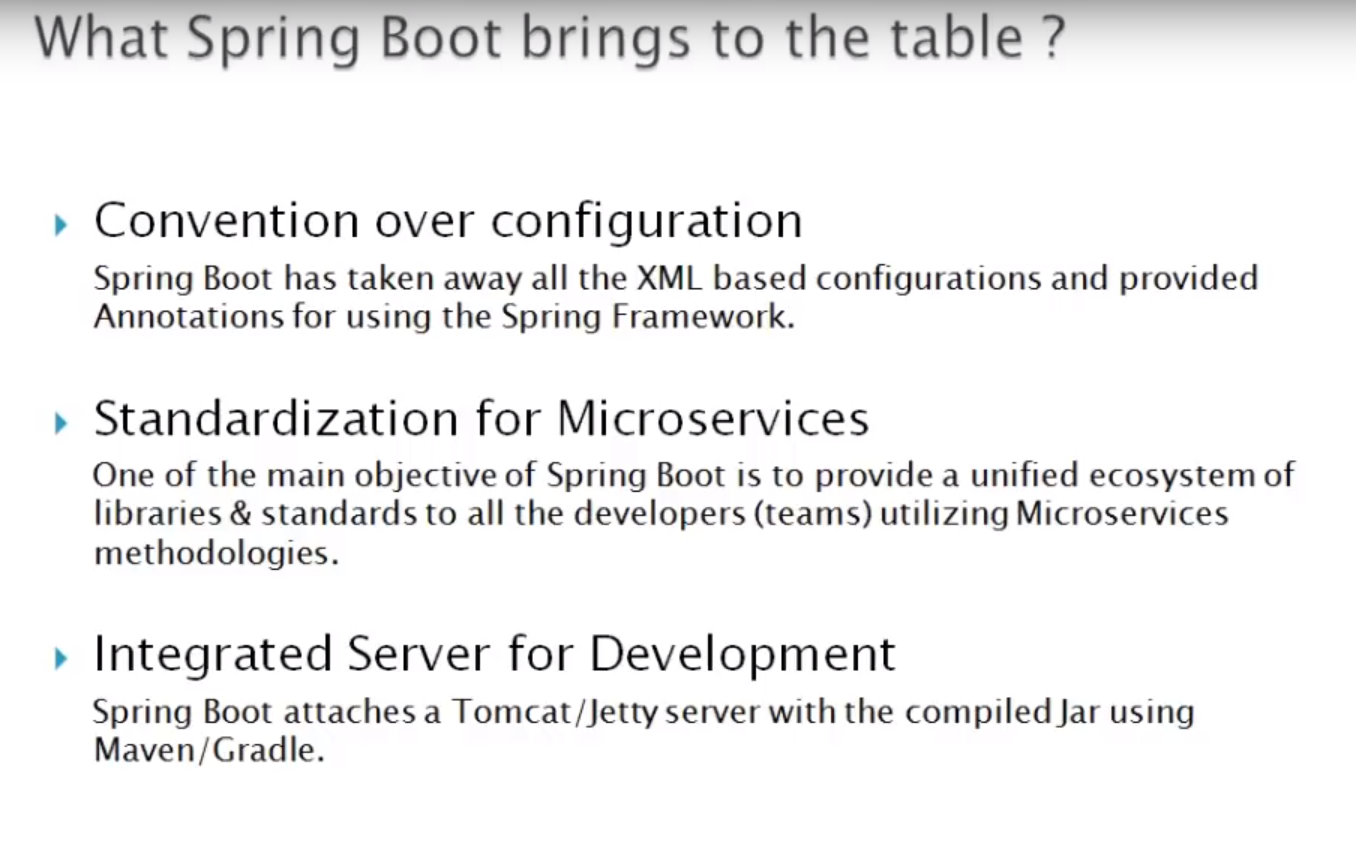 What Spring Boot brings to the table ?
Convention over configuration
Spring Boot has taken away all the XML based configurations and provided
Annotations for using the Spring Framework.
Standardization for Microservices
One of the main objective of Spring Boot is to provide a unified ecosystem of
libraries & standards to all the developers (teams) utilizing Microservices
methodologies.
Integrated Server for Development
Spring Boot attaches a Tomcat/Jetty server with the compiled Jar using
Maven/Gradle.